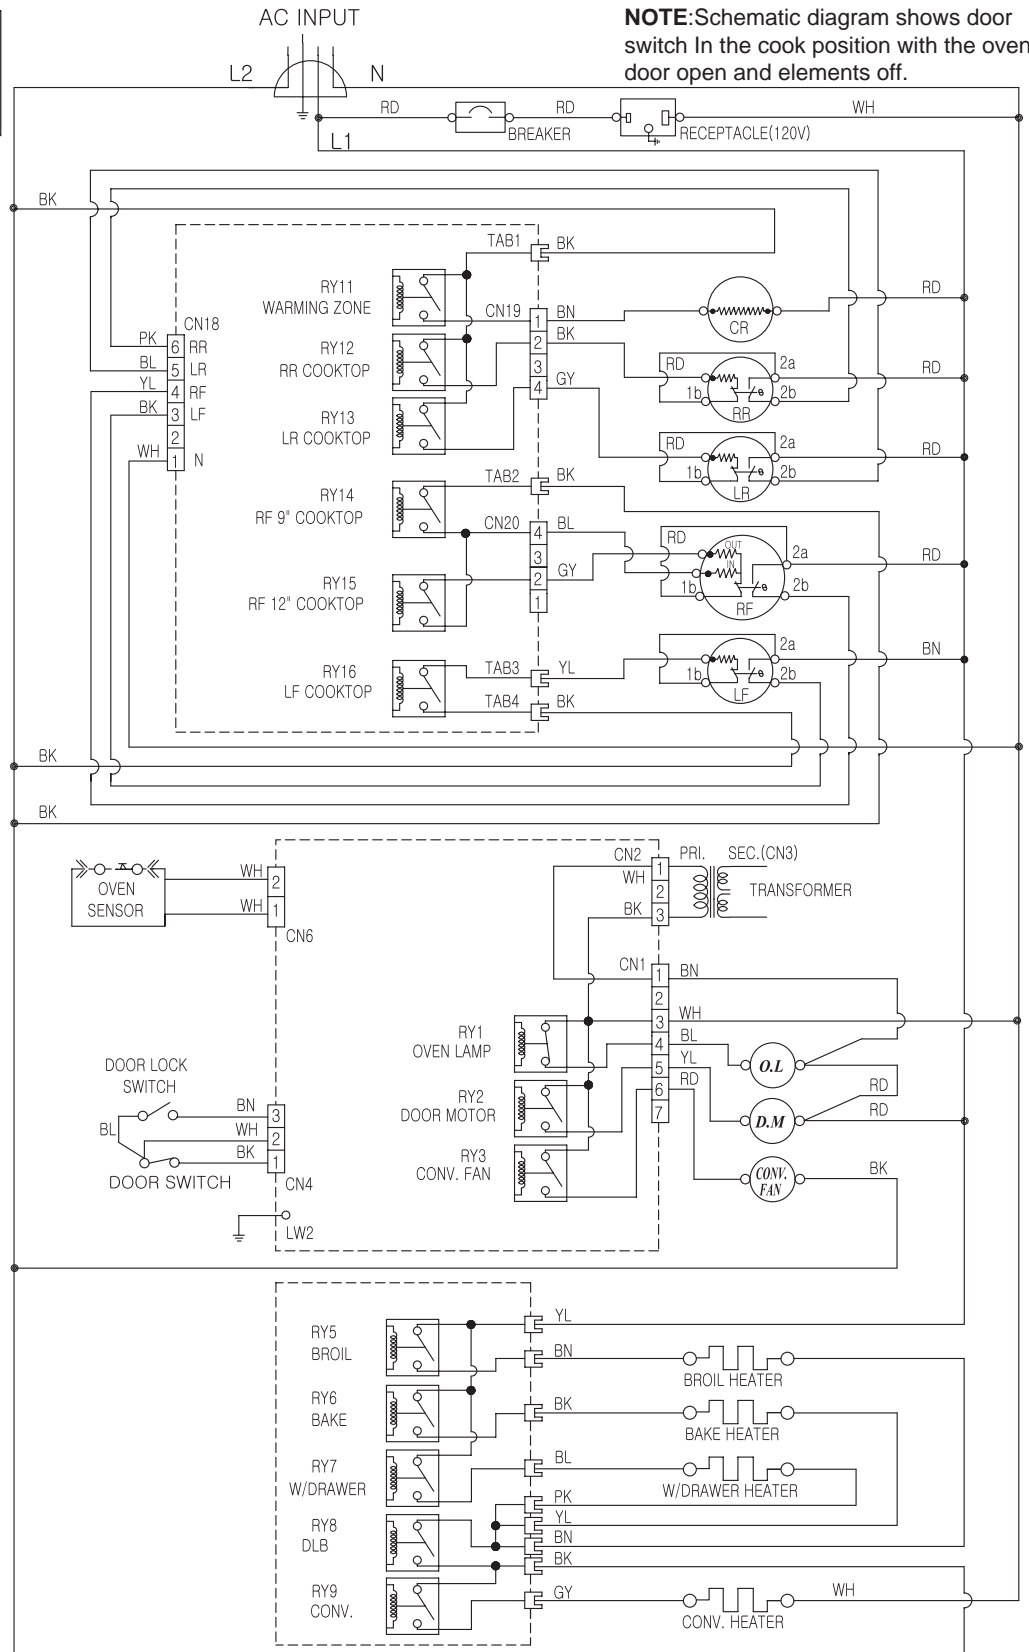 AC INPUT
NOTE:Schematic diagram shows door
switch In the cook position with the oven
door open and elements off.
L2
N
RD
BREAKER
RD
RECEPTACLE(120V)
WH
L1
BK
TAB1
BK
RY11
WARMING ZONE
CN19
1
BN
CR
RD
CN18
PK
6
RR
RY12
RR COOKTOP
2
BK
BL
5
LR
3
RD
2a
RD
YL
4
RF
4
GY
1b
2b
RR
BK
3
LF
RY13
LR COOKTOP
2
RD
2a
RD
WH
1
N
1b
2b
LR
TAB2
BK
RY14
RF 9" COOKTOP
CN20
4
BL
3
RD
OUT
IN
2a
RD
2
GY
1b
2b
RF
1
RY15
RF 12" COOKTOP
RY16
LF COOKTOP
TAB3
YL
2a
BN
1b
2b
LF
TAB4
BK
BK
BK
OVEN
SENSOR
WH
2
WH
1
CN6
CN2
1
PRI.
SEC.(CN3)
WH
2
TRANSFORMER
BK
3
CN1
1
BN
2
3
WH
RY1
OVEN LAMP
4
BL
O.L
5
YL
RD
6
RD
RD
7
D.M
RY2
DOOR MOTOR
RY3
CONV. FAN
CONV.
FAN
BK
DOOR LOCK
SWITCH
BN
3
BL
WH
2
BK
1
DOOR SWITCH
CN4
LW2
RY5
BROIL
YL
BN
BROIL HEATER
RY6
BAKE
BK
BAKE HEATER
RY7
W/DRAWER
BL
W/DRAWER HEATER
PK
RY8
DLB
YL
BN
BK
RY9
CONV.
GY
WH
CONV. HEATER